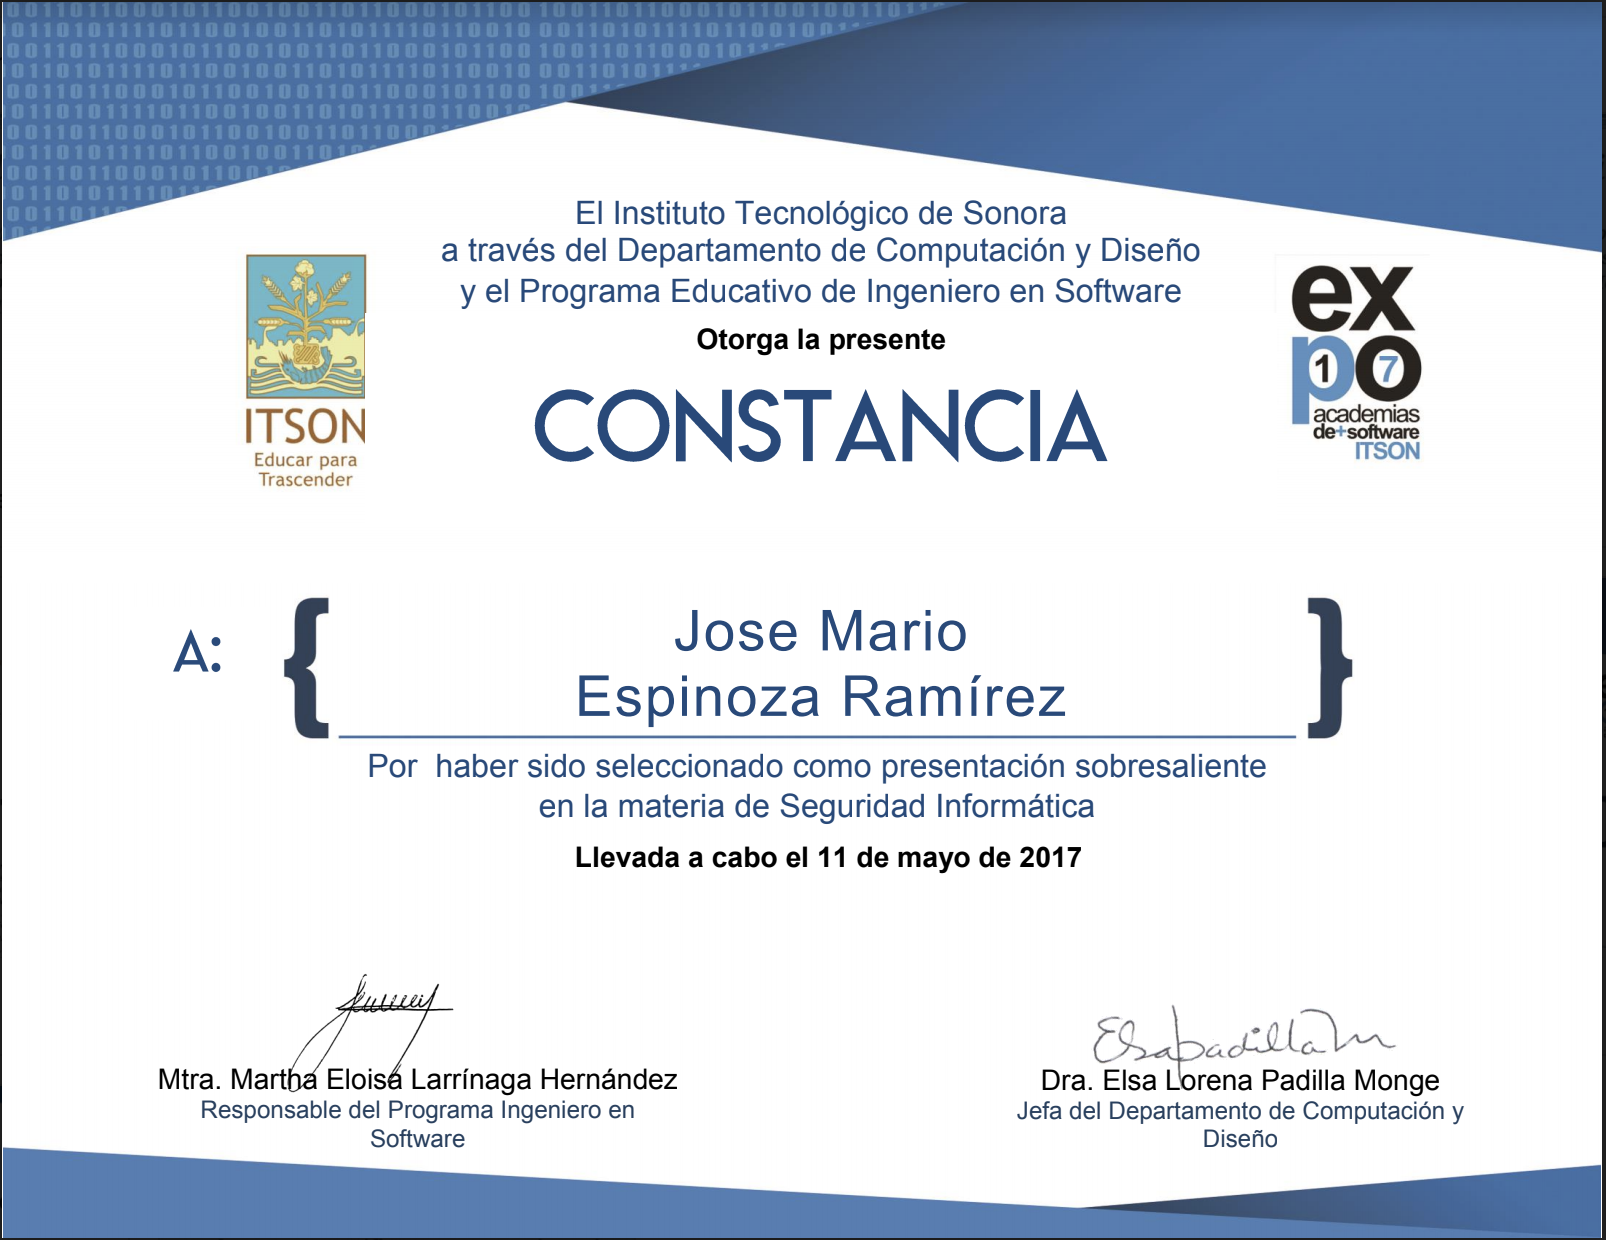 El Instituto Tecnológico de Sonora
a través del Departamento de Computación y Diseño
y el Programa Educativo de Ingeniero en Software
Otorga la presente
CONSTANCIA
ITSON
Educar para
Trascender
expo
17
academias
de+software
ITSON
A:
{
Jose Mario
Espinoza Ramírez
}
Por haber sido seleccionado como presentación sobresaliente
en la materia de Seguridad Informática
Llevada a cabo el 11 de mayo de 2017
Mtra. Martha Eloisa Larrínaga Hernández
Responsable del Programa Ingeniero en
Software
ElsaPadillaM
Dra. Elsa Lorena Padilla Monge
Jefa del Departamento de Computación y
Diseño